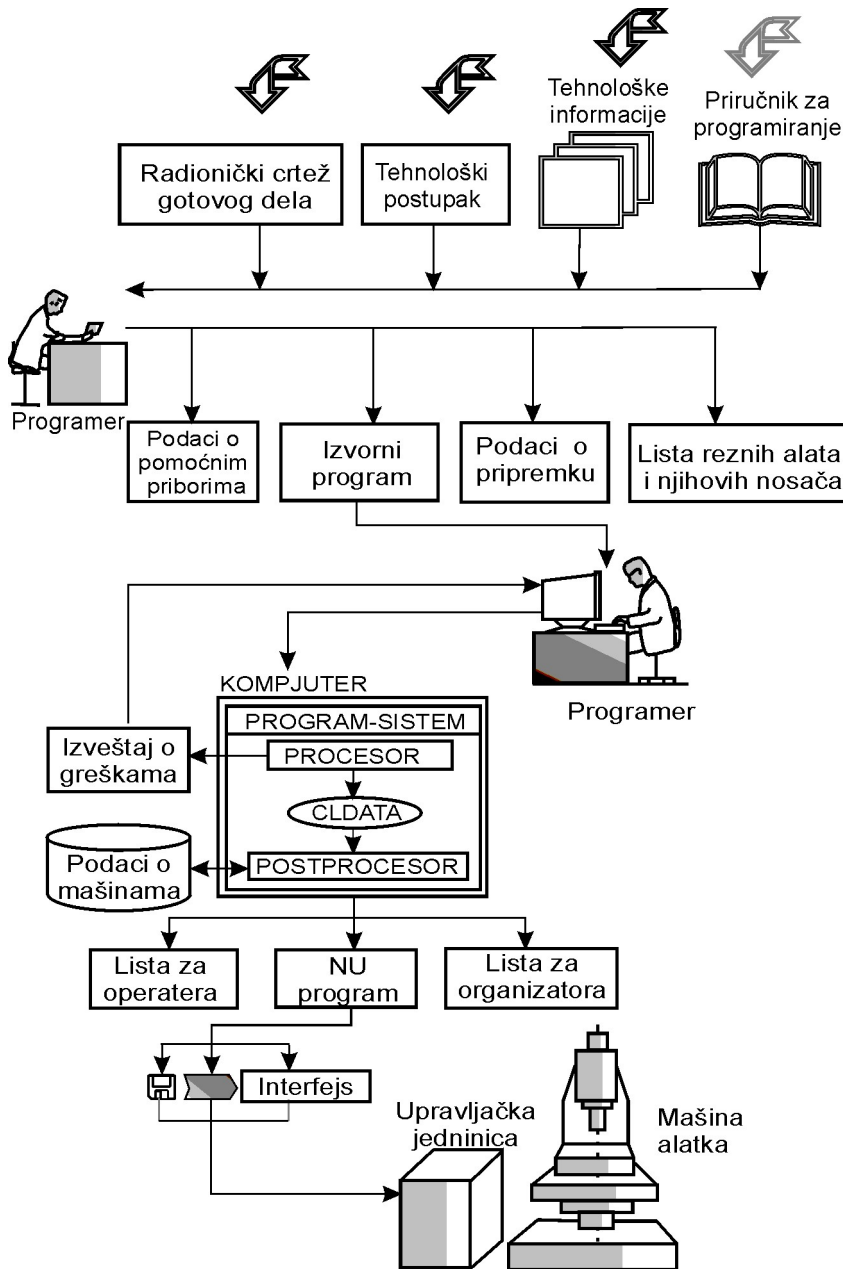 Tehnološke
informacije
Priručnik za
programiranje
Radionički crtež
gotovog dela
Tehnološki
postupak
Programer
Podaci o
pomoćnim
priborima
Izvorni
program
Podaci o
pripremku
Lista reznih alata
i njihovih nosača
Programer
KOMPJUTER
PROGRAM-SISTEM
PROCESOR
CLDATA
POSTPROCESOR
Izveštaj o
greškama
Podaci o
mašinama
Lista za
operatera
NU
program
Lista za
organizatora
Interfejs
Upravljačka
jedninica
Mašina
alatka